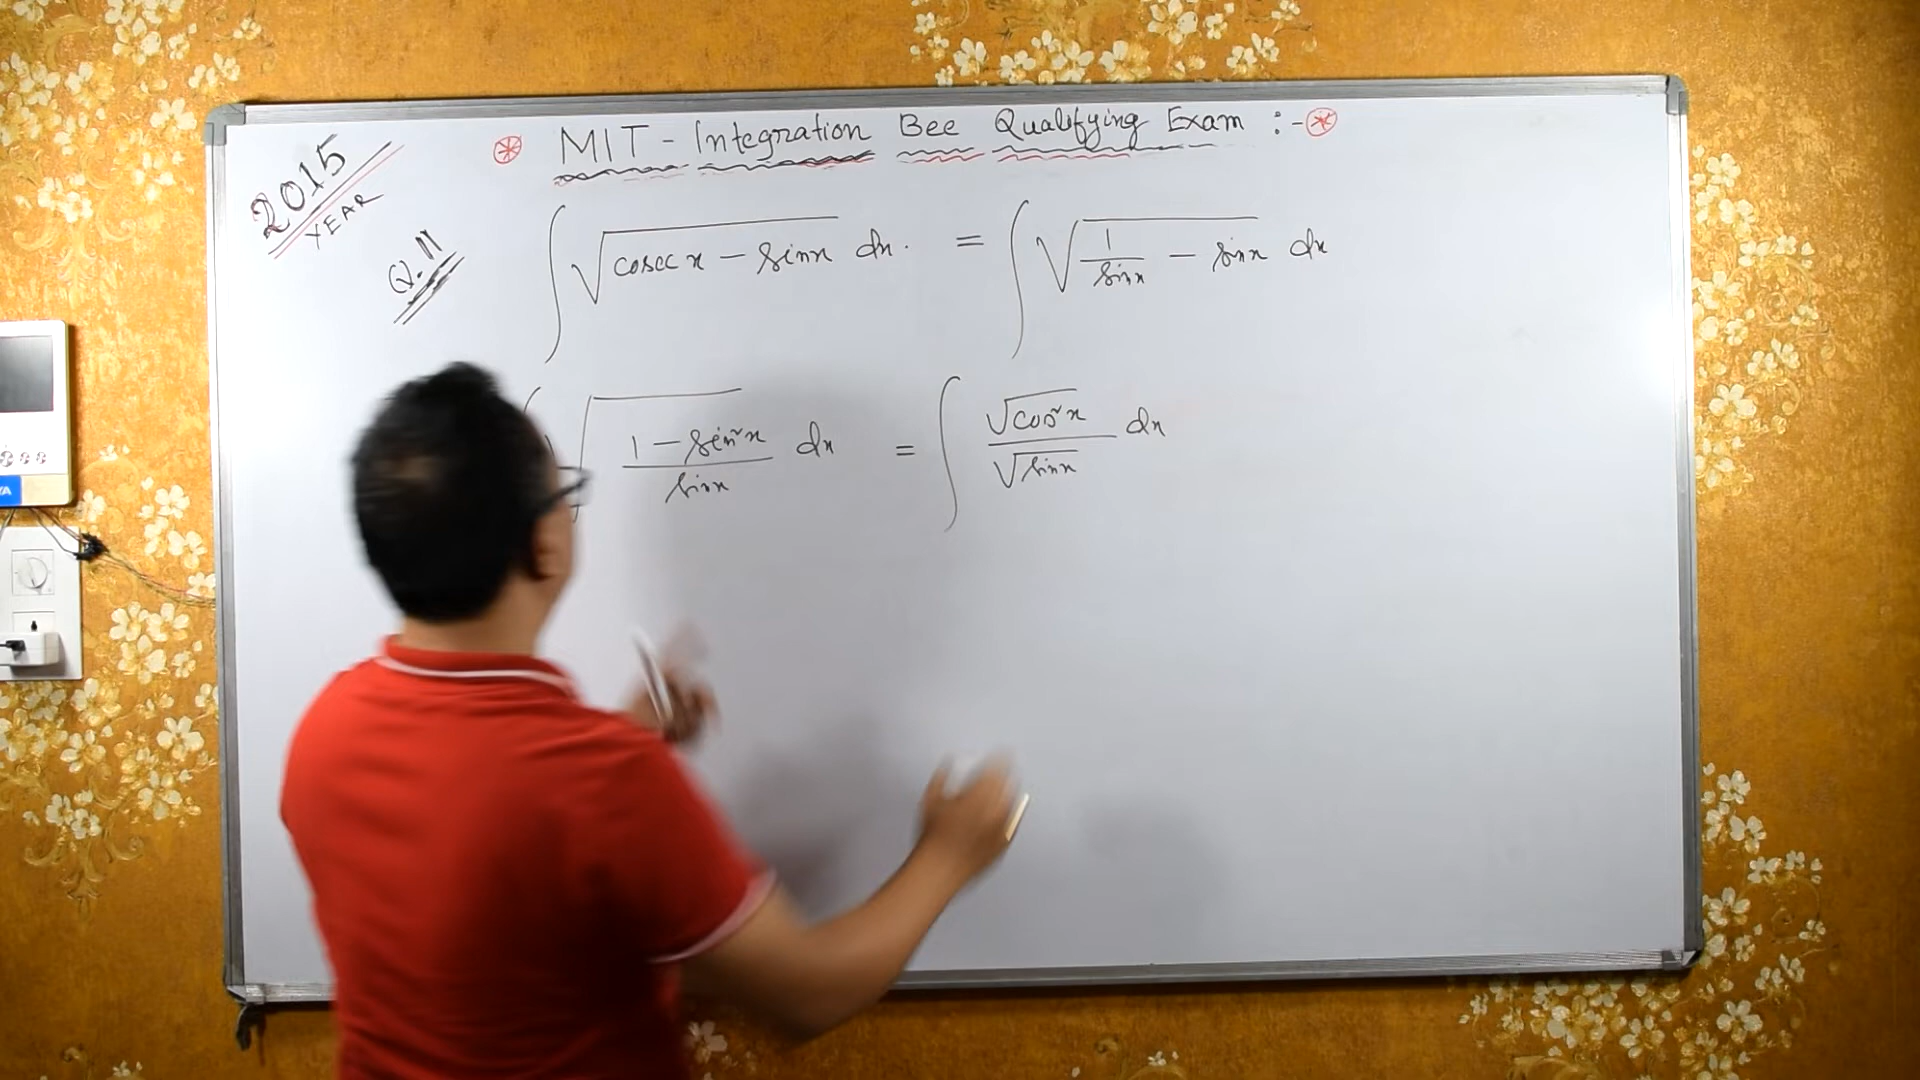 2015
YEAR
⊛ MIT - Integration Bee Qualifying Exam :- ⊛
Q.11
∫ √(cosec x − sinx) dx. = ∫ √(1/sinx − sinx) dx
∫ √((1 − sin²x)/sinx) dx = ∫ √(cos²x)/√(sinx) dx